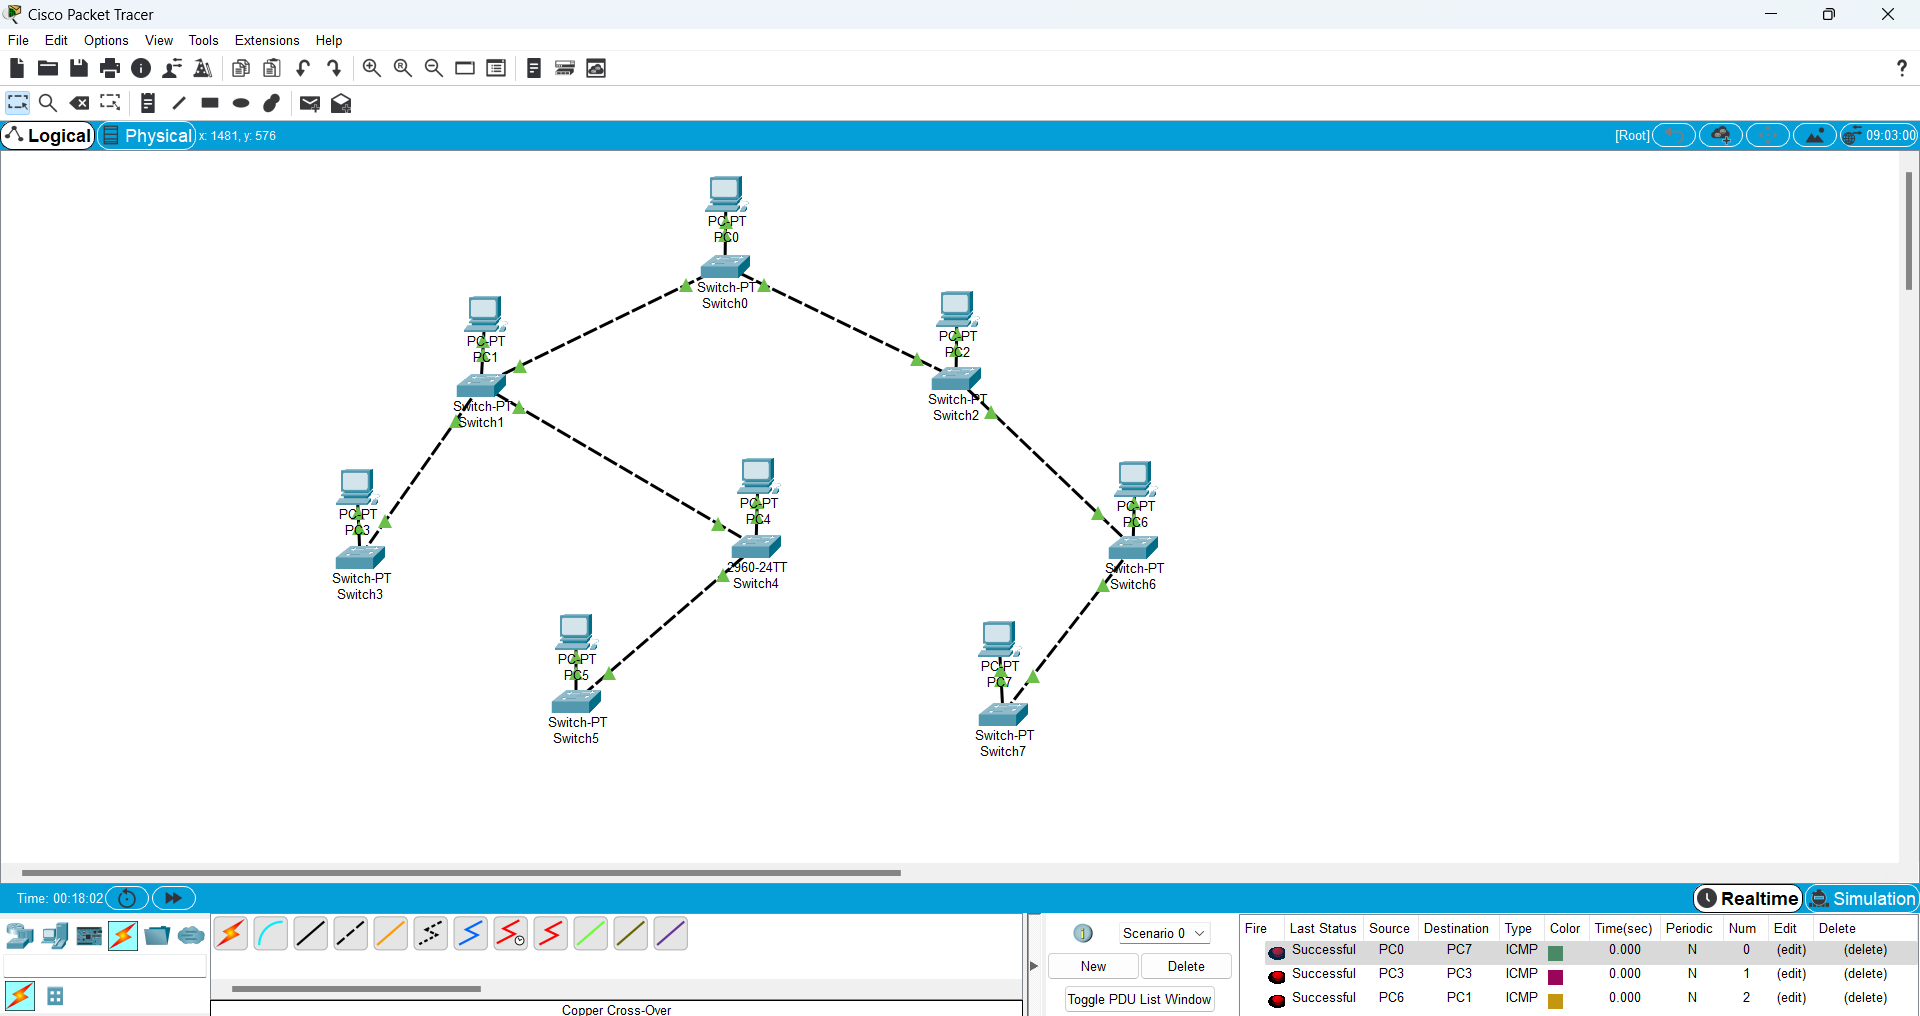 Cisco Packet Tracer
File Edit Options View Tools Extensions Help
?
Logical Physical x: 1481, y: 576 [Root] 09:03:00
PC-PT
PC0
Switch-PT
Switch0
PC-PT
PC1
Switch-PT
Switch1
PC-PT
PC2
Switch-PT
Switch2
PC-PT
PC3
Switch-PT
Switch3
PC-PT
PC4
2960-24TT
Switch4
PC-PT
PC6
Switch-PT
Switch6
PC-PT
PC5
Switch-PT
Switch5
PC-PT
PC7
Switch-PT
Switch7
Time: 00:18:02 Realtime Simulation
Copper Cross-Over
Scenario 0
New Delete
Toggle PDU List Window
Fire Last Status Source Destination Type Color Time(sec) Periodic Num Edit Delete
Successful PC0 PC7 ICMP 0.000 N 0 (edit) (delete)
Successful PC3 PC3 ICMP 0.000 N 1 (edit) (delete)
Successful PC6 PC1 ICMP 0.000 N 2 (edit) (delete)